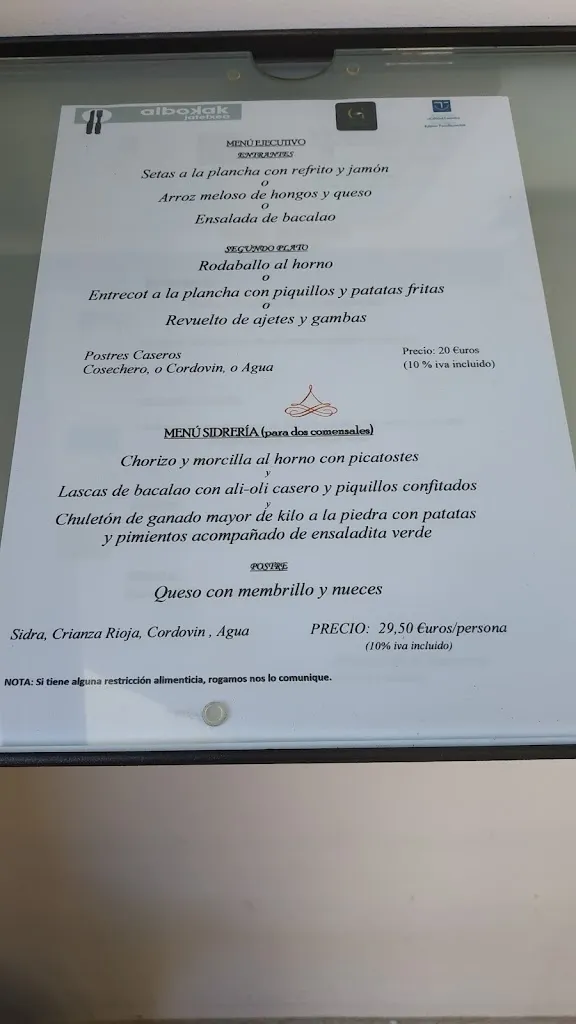 albokak
jatetxea
MENÚ EJECUTIVO
ENTRANTES
Setas a la plancha con refrito y jamón
o
Arroz meloso de hongos y queso
o
Ensalada de bacalao
SEGUNDO PLATO
Rodaballo al horno
o
Entrecot a la plancha con piquillos y patatas fritas
o
Revuelto de ajetes y gambas
Postres Caseros
Cosechero, o Cordovin, o Agua
Precio: 20 €uros
(10 % iva incluido)
MENÚ SIDRERÍA (para dos comensales)
Chorizo y morcilla al horno con picatostes
y
Lascas de bacalao con ali-oli casero y piquillos confitados
y
Chuletón de ganado mayor de kilo a la piedra con patatas
y pimientos acompañado de ensaladita verde
POSTRE
Queso con membrillo y nueces
Sidra, Crianza Rioja, Cordovin , Agua
PRECIO: 29,50 €uros/persona
(10% iva incluido)
NOTA: Si tiene alguna restricción alimenticia, rogamos nos lo comunique.